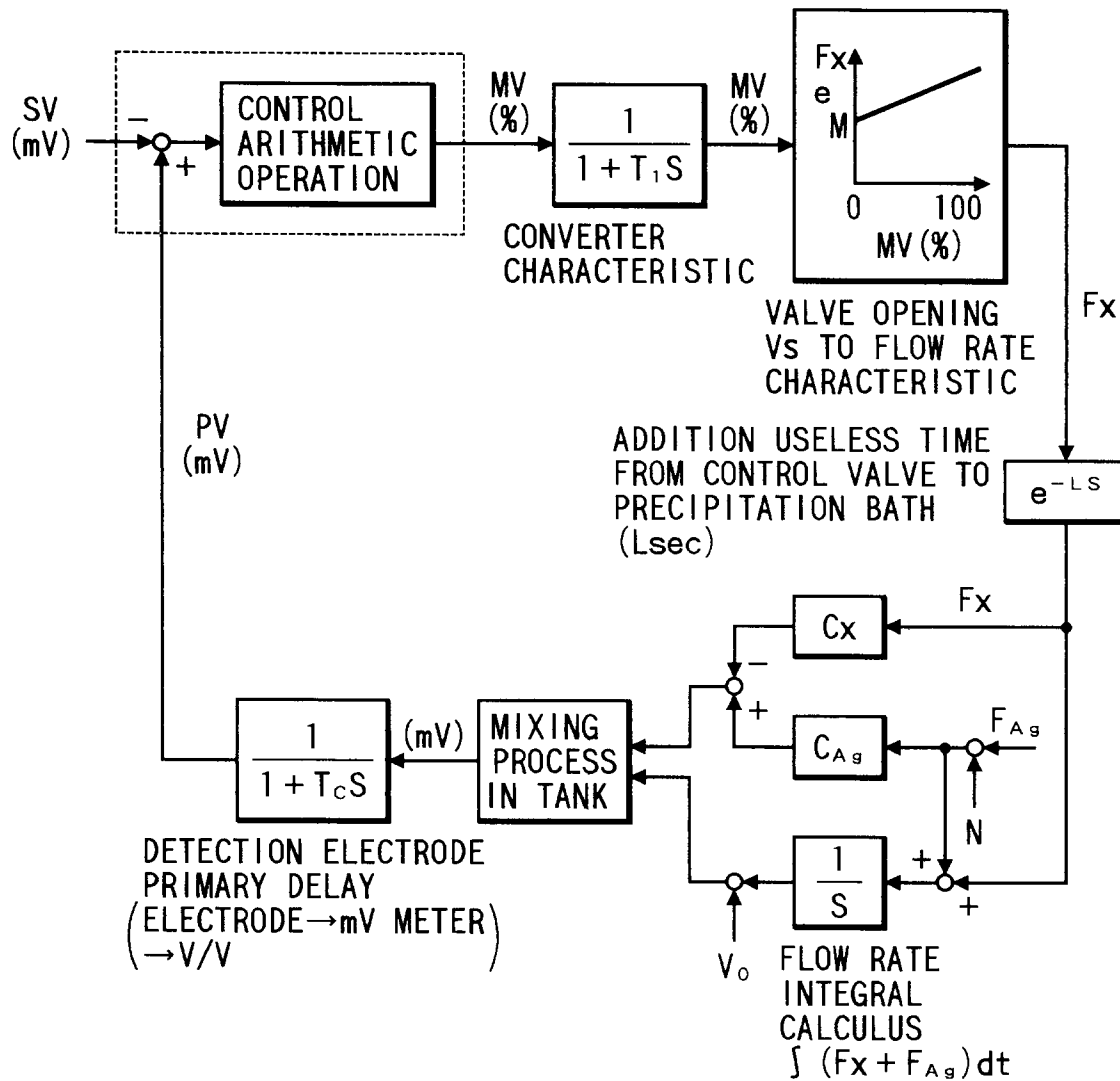 SV
(mV)
−
+
CONTROL
ARITHMETIC
OPERATION
MV
(%)
1
1 + T₁S
CONVERTER
CHARACTERISTIC
MV
(%)
Fx
e
M
0 100
MV (%)
VALVE OPENING
Vs TO FLOW RATE
CHARACTERISTIC
Fx
ADDITION USELESS TIME
FROM CONTROL VALVE TO
PRECIPITATION BATH
(Lsec)
e⁻ᴸˢ
PV
(mV)
Fx
Cx
−
+
C_Ag
F_Ag
N
MIXING
PROCESS
IN TANK
(mV)
1
1 + T_CS
DETECTION ELECTRODE
PRIMARY DELAY
(ELECTRODE→mV METER
→V/V)
1
S
+
+
V₀
FLOW RATE
INTEGRAL
CALCULUS
∫ (Fx + F_Ag) dt